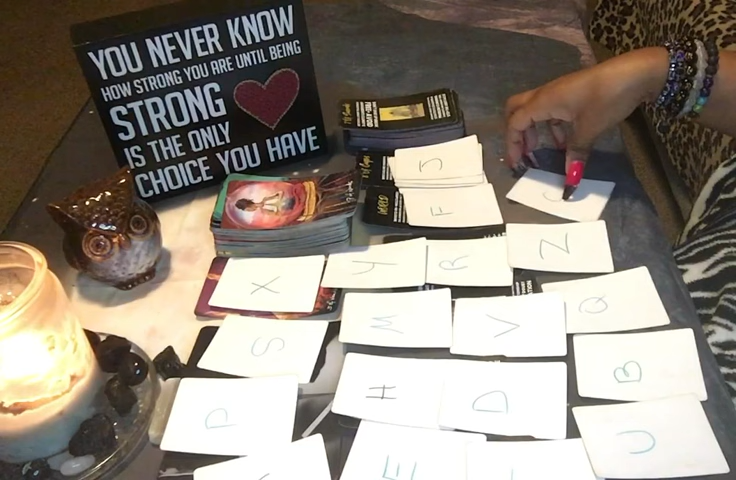 YOU NEVER KNOW
HOW STRONG YOU ARE UNTIL BEING
STRONG
IS THE ONLY
CHOICE YOU HAVE
J
F
Z
X Y R
M V Q
S
H D B
P
E U